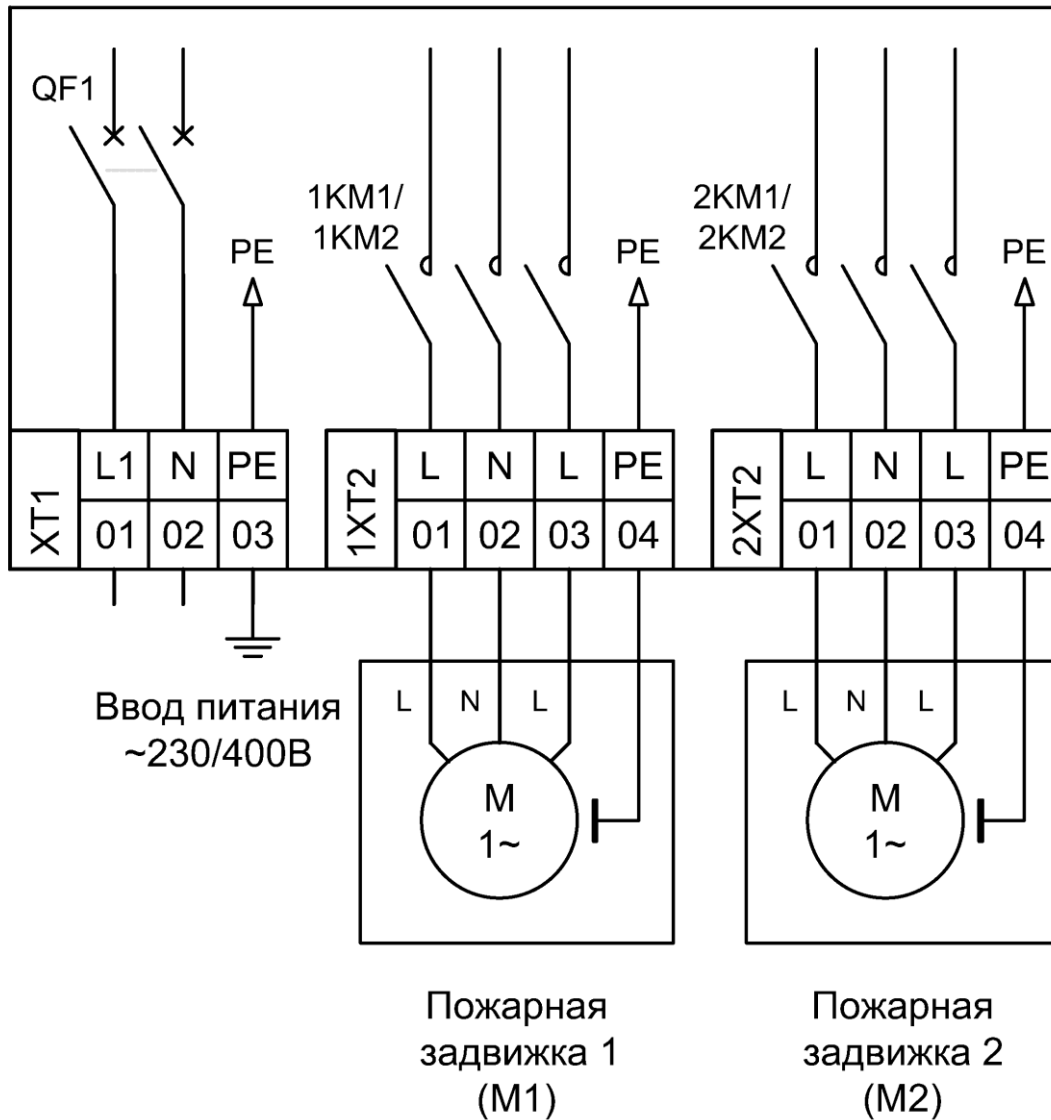 QF1
PE
1KM1/
1KM2
PE
2KM1/
2KM2
PE
XT1
L1 N PE
01 02 03
1XT2
L N L PE
01 02 03 04
2XT2
L N L PE
01 02 03 04
Ввод питания
~230/400В
L N L
M
1~
L N L
M
1~
Пожарная
задвижка 1
(M1)
Пожарная
задвижка 2
(M2)